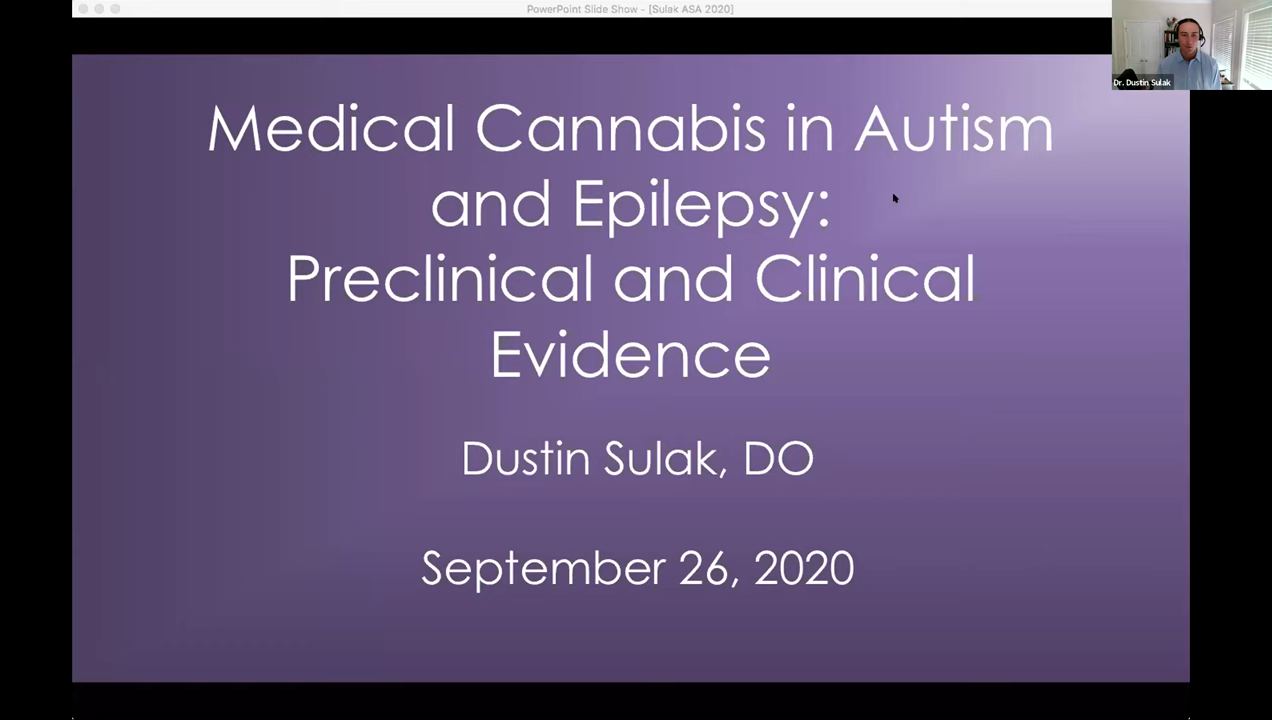 PowerPoint Slide Show - [Sulak ASA 2020]
Dr. Dustin Sulak
Medical Cannabis in Autism
and Epilepsy:
Preclinical and Clinical
Evidence
Dustin Sulak, DO
September 26, 2020